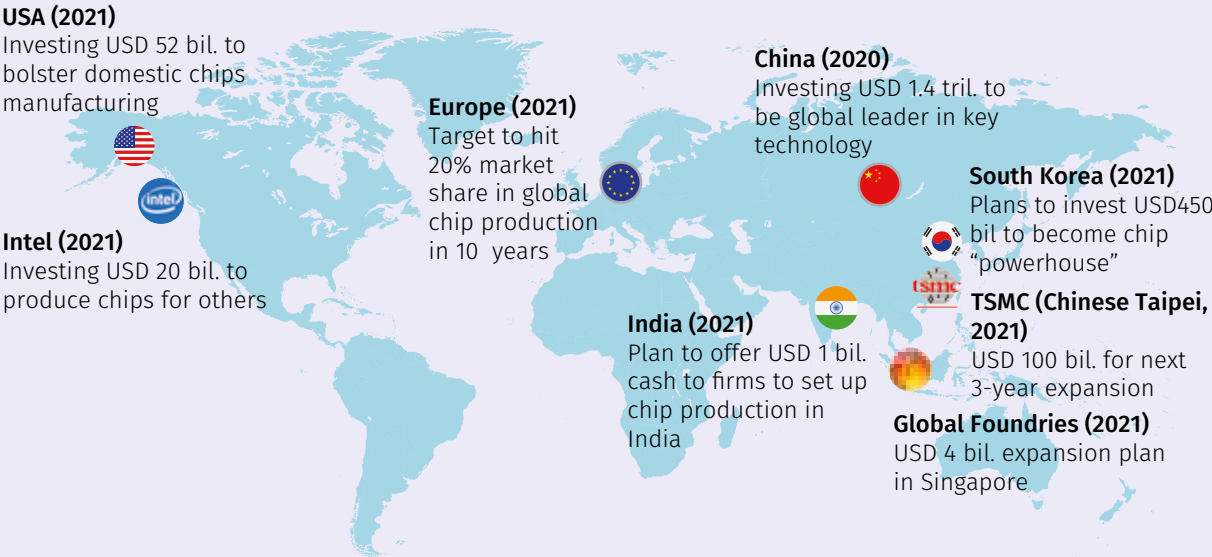 USA (2021)
Investing USD 52 bil. to
bolster domestic chips
manufacturing
Intel (2021)
Investing USD 20 bil. to
produce chips for others
intel
Europe (2021)
Target to hit
20% market
share in global
chip production
in 10 years
China (2020)
Investing USD 1.4 tril. to
be global leader in key
technology
South Korea (2021)
Plans to invest USD450
bil to become chip
“powerhouse”
tsmc
TSMC (Chinese Taipei,
2021)
USD 100 bil. for next
3-year expansion
India (2021)
Plan to offer USD 1 bil.
cash to firms to set up
chip production in
India
Global Foundries (2021)
USD 4 bil. expansion plan
in Singapore